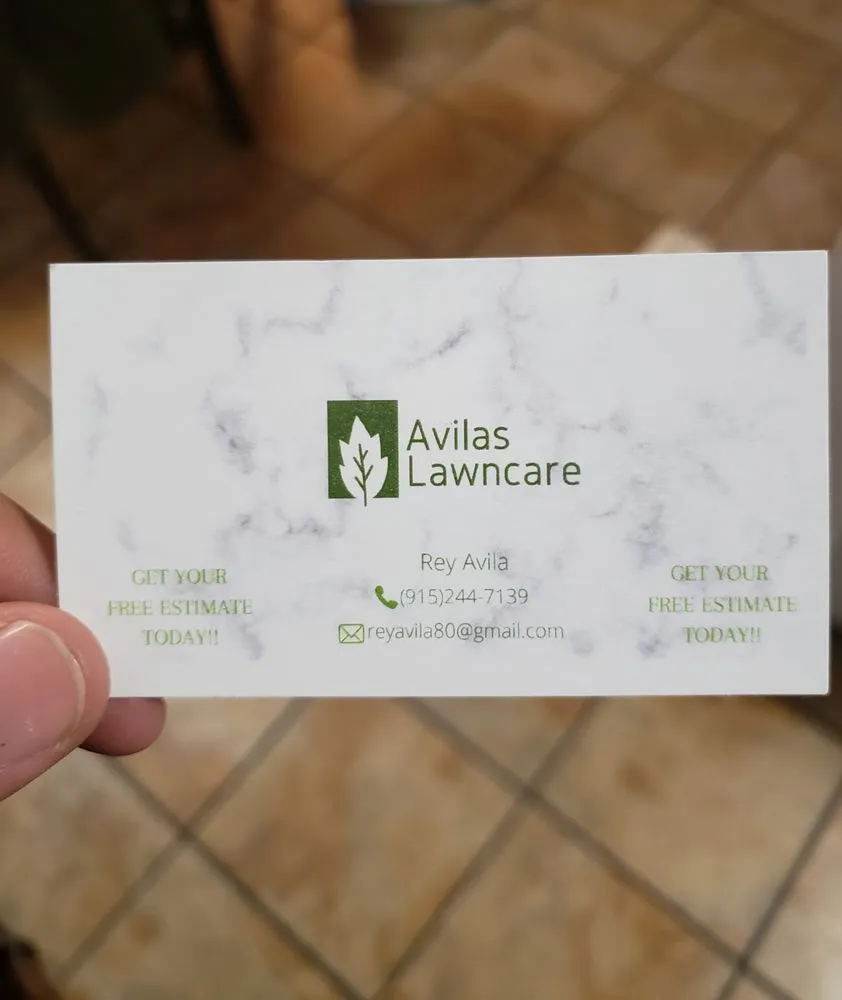 Avilas
Lawncare
Rey Avila
(915)244-7139
reyavila80@gmail.com
GET YOUR
FREE ESTIMATE
TODAY!!
GET YOUR
FREE ESTIMATE
TODAY!!